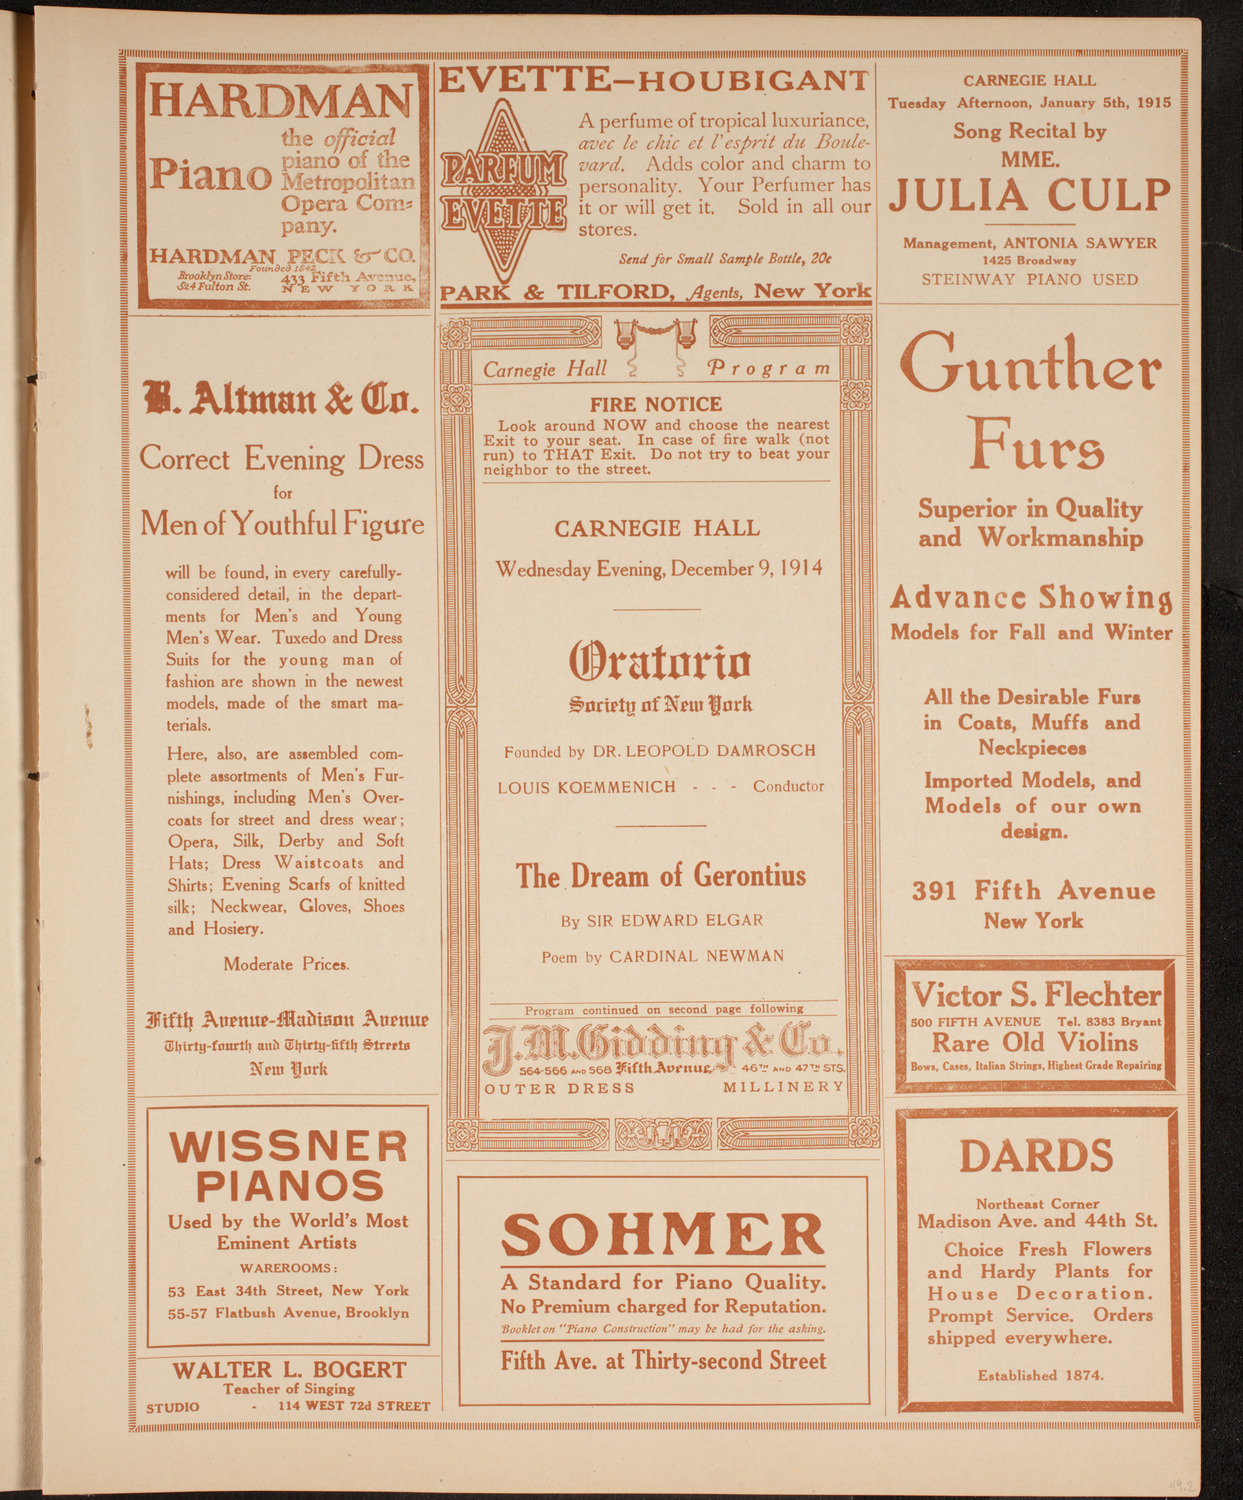 HARDMAN
Piano
the official
piano of the
Metropolitan
Opera Com=
pany.
HARDMAN PECK & CO.
Founded 1842
Brooklyn Store:
524 Fulton St.
433 Fifth Avenue,
NEW YORK
B. Altman & Co.
Correct Evening Dress
for
Men of Youthful Figure
will be found, in every carefully-
considered detail, in the depart-
ments for Men's and Young
Men's Wear. Tuxedo and Dress
Suits for the young man of
fashion are shown in the newest
models, made of the smart ma-
terials.
Here, also, are assembled com-
plete assortments of Men's Fur-
nishings, including Men's Over-
coats for street and dress wear;
Opera, Silk, Derby and Soft
Hats; Dress Waistcoats and
Shirts; Evening Scarfs of knitted
silk; Neckwear, Gloves, Shoes
and Hosiery.
Moderate Prices.
Fifth Avenue-Madison Avenue
Thirty-fourth and Thirty-fifth Streets
New York
WISSNER
PIANOS
Used by the World's Most
Eminent Artists
WAREROOMS:
53 East 34th Street, New York
55-57 Flatbush Avenue, Brooklyn
WALTER L. BOGERT
Teacher of Singing
STUDIO - 114 WEST 72d STREET
EVETTE-HOUBIGANT
PARFUM
EVETTE
A perfume of tropical luxuriance,
avec le chic et l'esprit du Boule-
vard. Adds color and charm to
personality. Your Perfumer has
it or will get it. Sold in all our
stores.
Send for Small Sample Bottle, 20c
PARK & TILFORD, Agents, New York
Carnegie Hall Program
FIRE NOTICE
Look around NOW and choose the nearest
Exit to your seat. In case of fire walk (not
run) to THAT Exit. Do not try to beat your
neighbor to the street.
CARNEGIE HALL
Wednesday Evening, December 9, 1914
Oratorio
Society of New York
Founded by DR. LEOPOLD DAMROSCH
LOUIS KOEMMENICH - - - Conductor
The Dream of Gerontius
By SIR EDWARD ELGAR
Poem by CARDINAL NEWMAN
Program continued on second page following
J.M. Gidding & Co.
564-566 AND 568 Fifth Avenue, 46TH AND 47TH STS.
OUTER DRESS MILLINERY
SOHMER
A Standard for Piano Quality.
No Premium charged for Reputation.
Booklet on "Piano Construction" may be had for the asking.
Fifth Ave. at Thirty-second Street
CARNEGIE HALL
Tuesday Afternoon, January 5th, 1915
Song Recital by
MME.
JULIA CULP
Management, ANTONIA SAWYER
1425 Broadway
STEINWAY PIANO USED
Gunther
Furs
Superior in Quality
and Workmanship
Advance Showing
Models for Fall and Winter
All the Desirable Furs
in Coats, Muffs and
Neckpieces
Imported Models, and
Models of our own
design.
391 Fifth Avenue
New York
Victor S. Flechter
500 FIFTH AVENUE Tel. 8383 Bryant
Rare Old Violins
Bows, Cases, Italian Strings, Highest Grade Repairing
DARDS
Northeast Corner
Madison Ave. and 44th St.
Choice Fresh Flowers
and Hardy Plants for
House Decoration.
Prompt Service. Orders
shipped everywhere.
Established 1874.
49.2